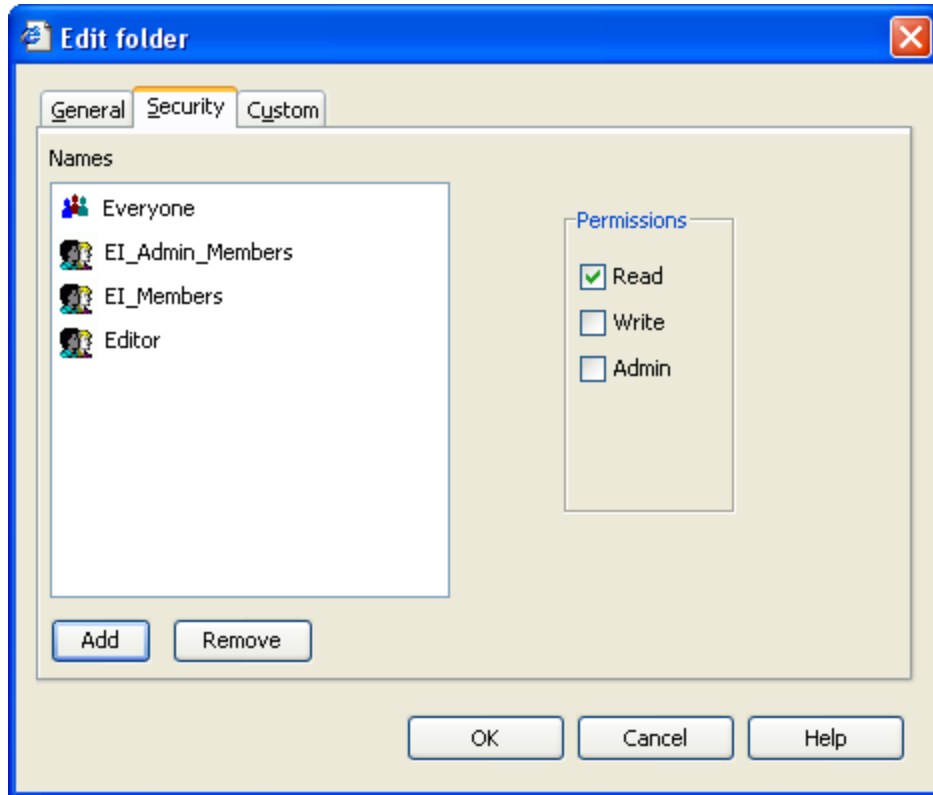 Edit folder
General Security Custom
Names
Everyone
EI_Admin_Members
EI_Members
Editor
Permissions
Read
Write
Admin
Add Remove
OK Cancel Help